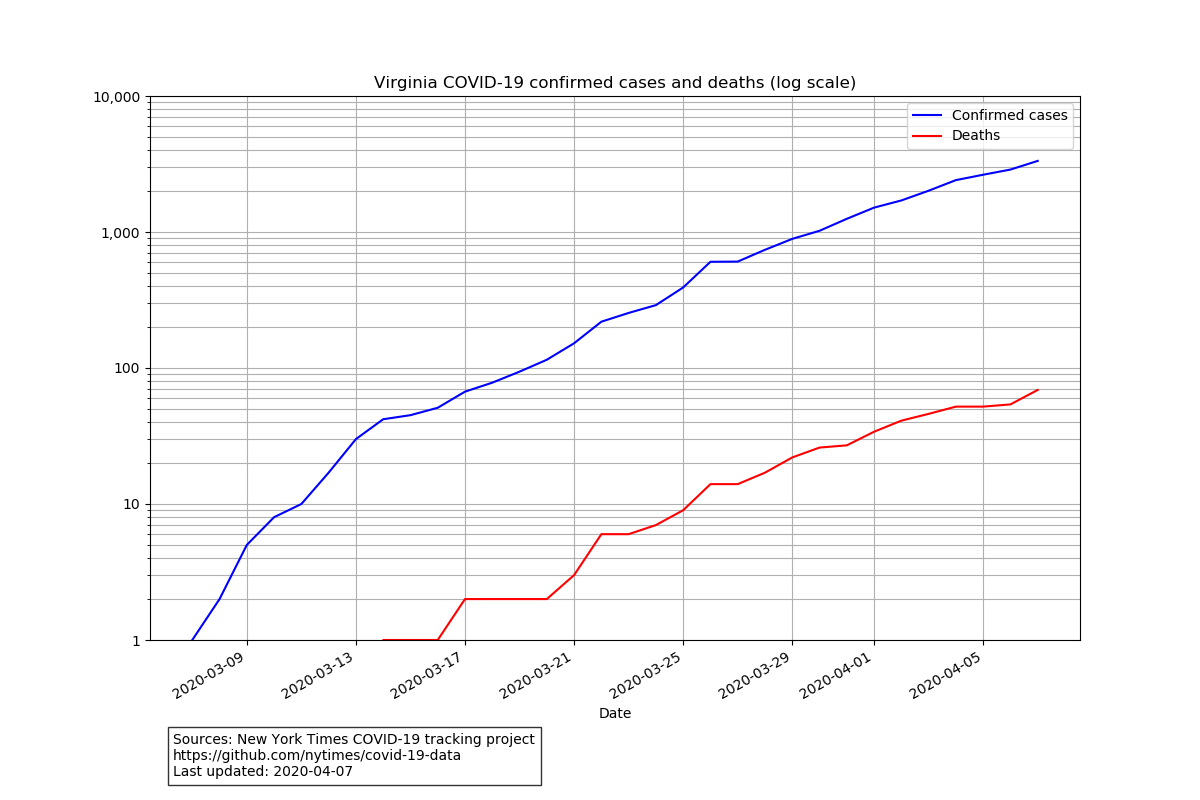 Virginia COVID-19 confirmed cases and deaths (log scale)
10,000
1,000
100
10
1
Confirmed cases
Deaths
2020-03-09
2020-03-13
2020-03-17
2020-03-21
2020-03-25
2020-03-29
2020-04-01
2020-04-05
Date
Sources: New York Times COVID-19 tracking project
https://github.com/nytimes/covid-19-data
Last updated: 2020-04-07